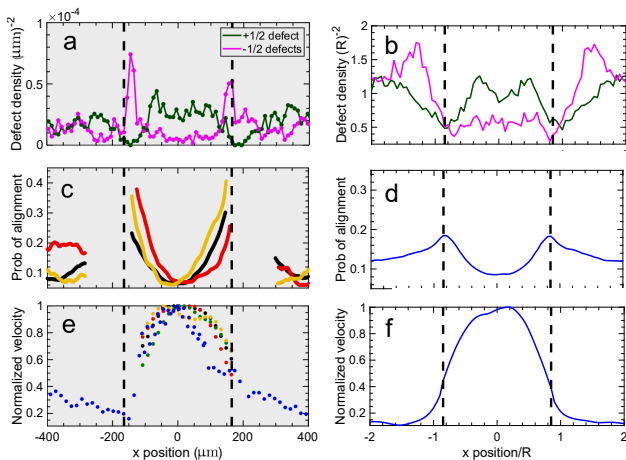 ×10⁻⁴
Defect density (μm)⁻²
1
0.5
0
a
+1/2 defect
-1/2 defects
Defect density (R)⁻²
2
1.5
1
0.5
b
Prob of alignment
0.4
0.3
0.2
0.1
c
Prob of alignment
0.3
0.2
0.1
d
Normalized velocity
1
0.8
0.6
0.4
0.2
e
-400 -300 -200 -100 0 100 200 300 400
x position (μm)
Normalized velocity
1
0.8
0.6
0.4
0.2
f
-2 -1 0 1 2
x position/R